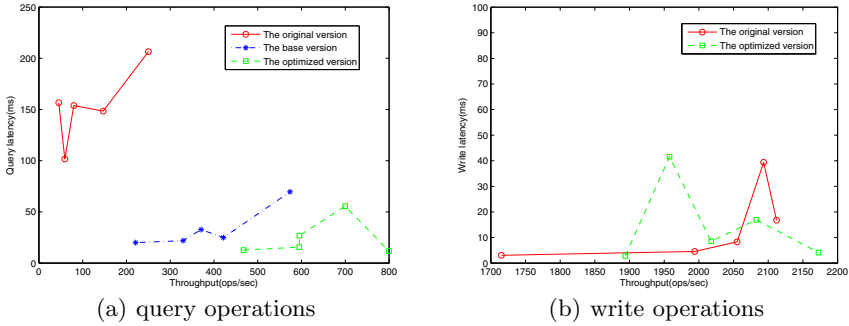 250
200
150
100
50
0
Query latency(ms)
The original version
The base version
The optimized version
0 100 200 300 400 500 600 700 800
Throughput(ops/sec)
(a) query operations
100
90
80
70
60
50
40
30
20
10
0
Write latency(ms)
The original version
The optimized version
1700 1750 1800 1850 1900 1950 2000 2050 2100 2150 2200
Throughput(ops/sec)
(b) write operations